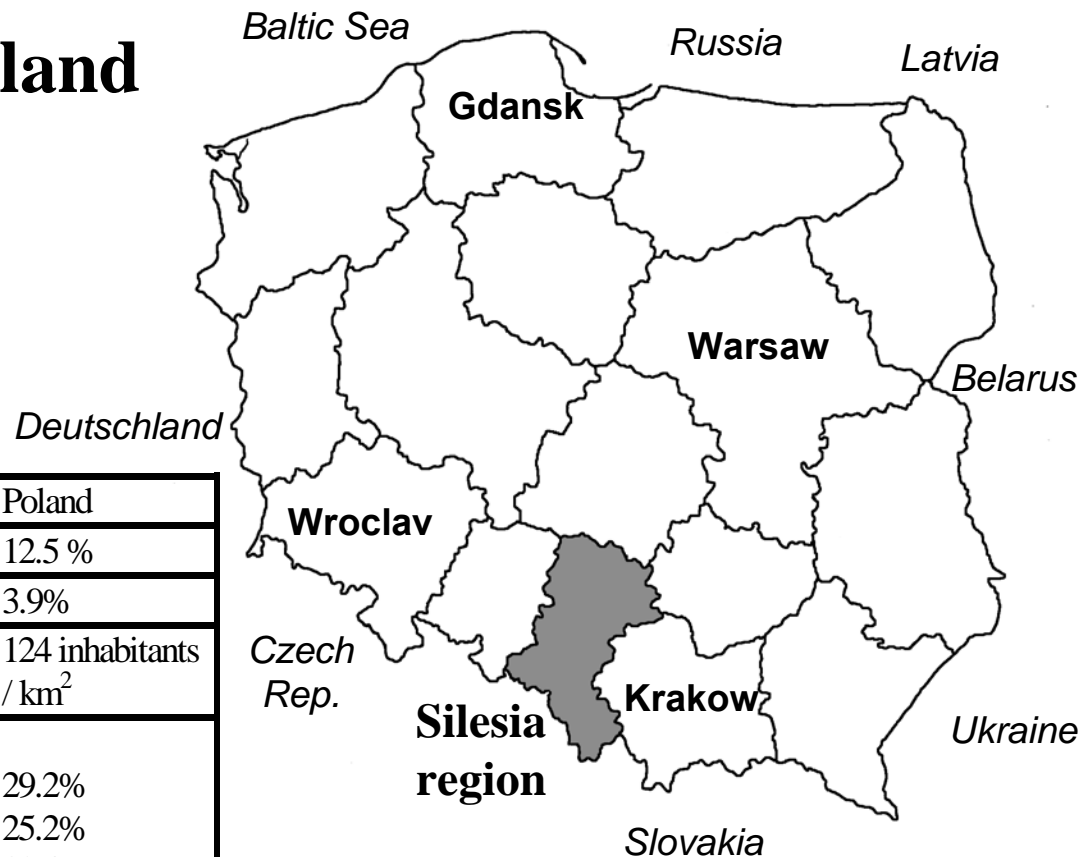 land
Baltic Sea
Russia
Latvia
Gdansk
Warsaw
Belarus
Deutschland
Wroclav
Czech
Rep.
Silesia
region
Krakow
Ukraine
Slovakia
Poland
12.5 %
3.9%
124 inhabitants
/ km²
29.2%
25.2%